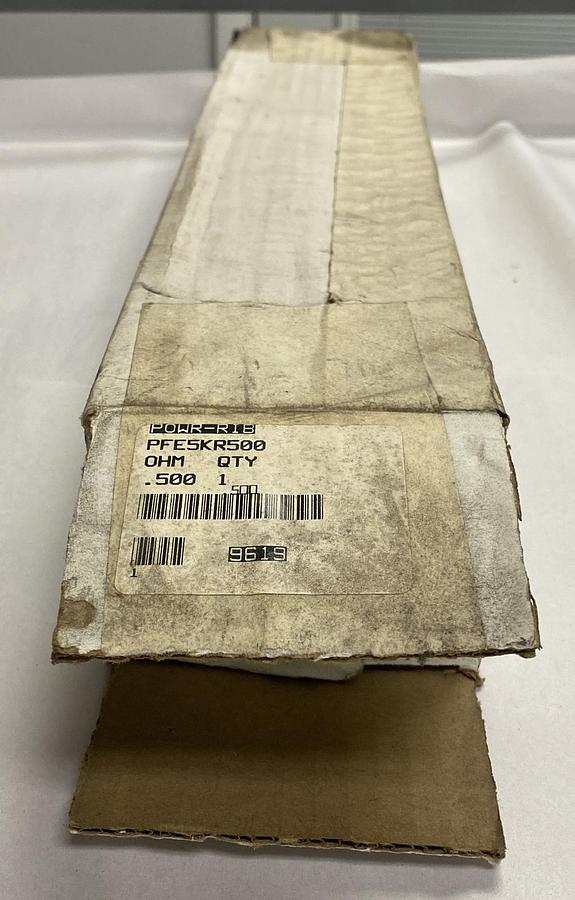 POWR-RIB
PFE5KR500
OHM QTY
.500 1
500
1
9619